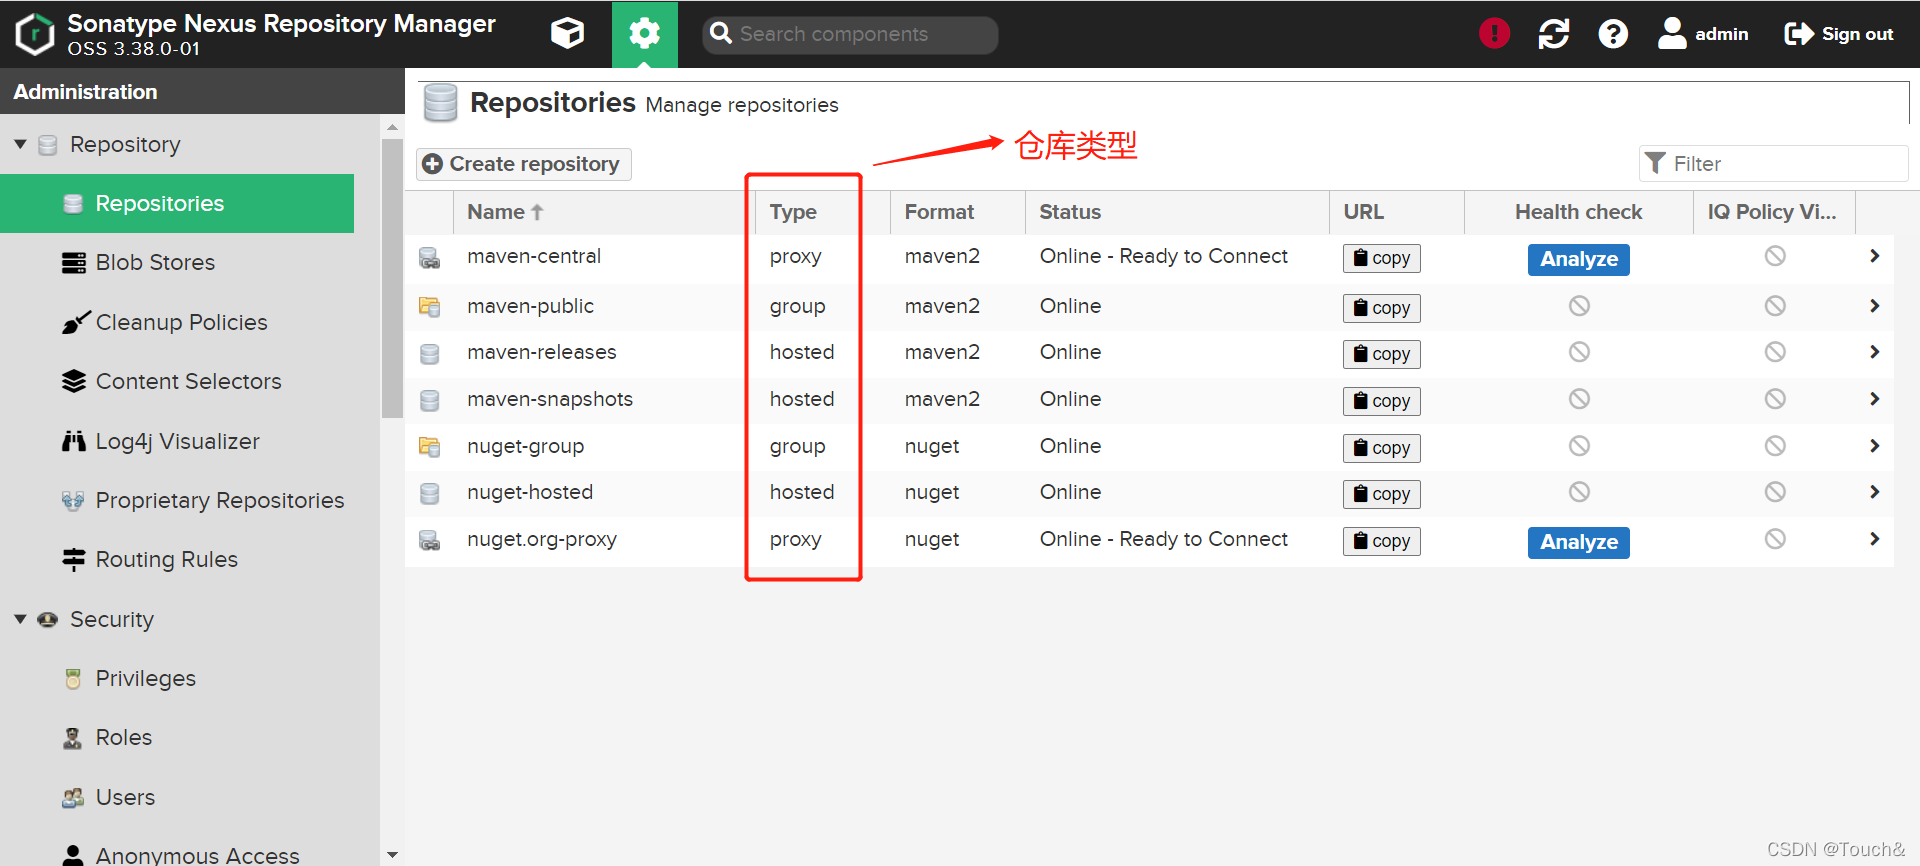 Sonatype Nexus Repository Manager
OSS 3.38.0-01
Search components
admin
Sign out
Administration
Repository
Repositories
Blob Stores
Cleanup Policies
Content Selectors
Log4j Visualizer
Proprietary Repositories
Routing Rules
Security
Privileges
Roles
Users
Anonymous Access
Repositories Manage repositories
仓库类型
Create repository
Filter
Name Type Format Status URL Health check IQ Policy Vi...
maven-central proxy maven2 Online - Ready to Connect copy Analyze
maven-public group maven2 Online copy
maven-releases hosted maven2 Online copy
maven-snapshots hosted maven2 Online copy
nuget-group group nuget Online copy
nuget-hosted hosted nuget Online copy
nuget.org-proxy proxy nuget Online - Ready to Connect copy Analyze
CSDN @Touch&